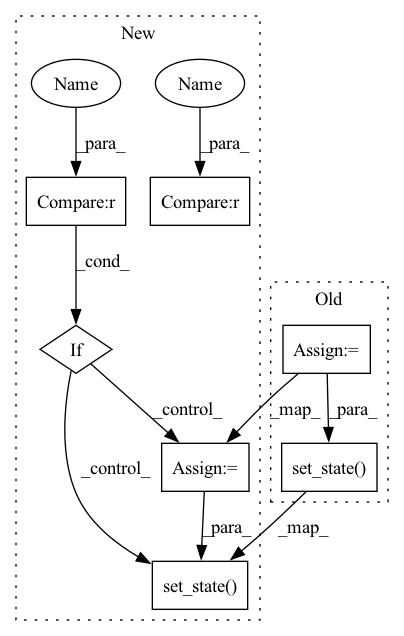 New
Name
Name
_para_
_para_
Compare:r
Compare:r
_cond_
Old
If
Assign:=
_control_
_map_
_para_
_control_
Assign:=
set_state()
_para_
_map_
set_state()